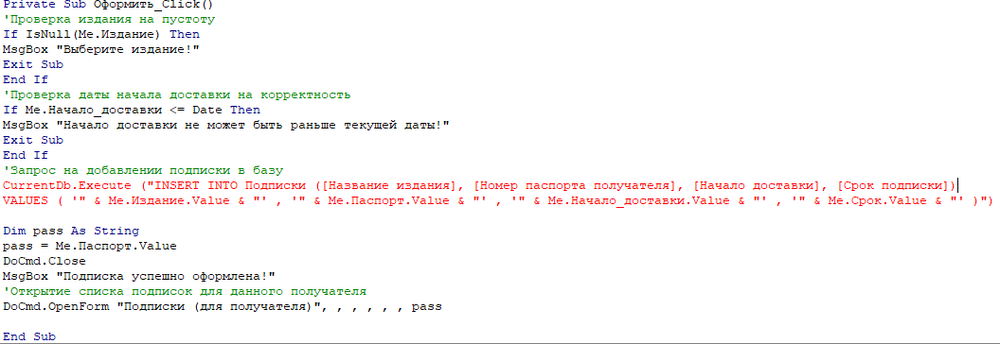 Private Sub Оформить_Click()
'Проверка издания на пустоту
If IsNull(Me.Издание) Then
MsgBox "Выберите издание!"
Exit Sub
End If
'Проверка даты начала доставки на корректность
If Me.Начало_доставки <= Date Then
MsgBox "Начало доставки не может быть раньше текущей даты!"
Exit Sub
End If
'Запрос на добавлении подписки в базу
CurrentDb.Execute ("INSERT INTO Подписки ([Название издания], [Номер паспорта получателя], [Начало доставки], [Срок подписки])
VALUES ( '" & Me.Издание.Value & "' , '" & Me.Паспорт.Value & "' , '" & Me.Начало_доставки.Value & "' , '" & Me.Срок.Value & "' )")
Dim pass As String
pass = Me.Паспорт.Value
DoCmd.Close
MsgBox "Подписка успешно оформлена!"
'Открытие списка подписок для данного получателя
DoCmd.OpenForm "Подписки (для получателя)", , , , , , pass
End Sub